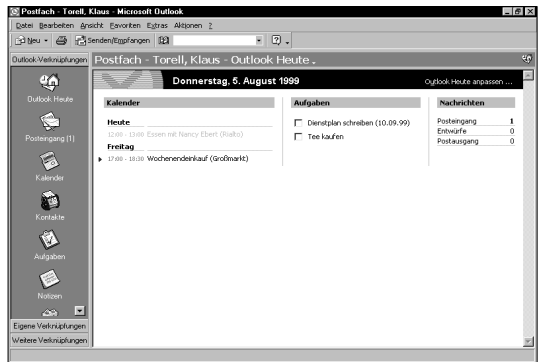 Postfach - Torell, Klaus - Microsoft Outlook
Datei Bearbeiten Ansicht Favoriten Extras Aktionen ?
Neu Senden/Empfangen
Outlook-Verknüpfungen Postfach - Torell, Klaus - Outlook Heute .
Donnerstag, 5. August 1999 Outlook Heute anpassen ...
Outlook Heute
Posteingang (1)
Kalender
Kontakte
Aufgaben
Notizen
Eigene Verknüpfungen
Weitere Verknüpfungen
Kalender
Heute
12:00 - 13:00 Essen mit Nancy Ebert (Rialto)
Freitag
17:00 - 18:30 Wochenendeinkauf (Großmarkt)
Aufgaben
Dienstplan schreiben (10.09.99)
Tee kaufen
Nachrichten
Posteingang 1
Entwürfe 0
Postausgang 0